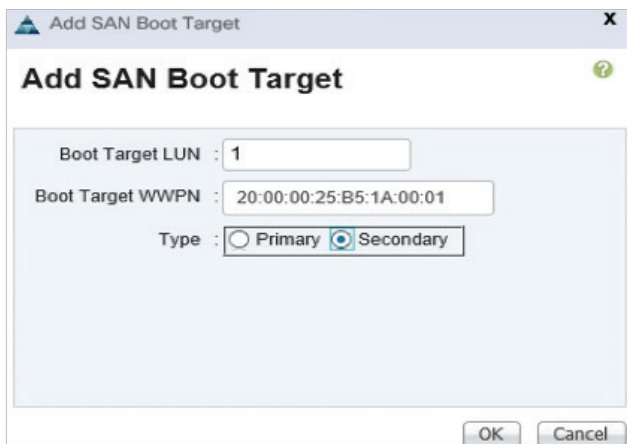 Add SAN Boot Target
X
Add SAN Boot Target
?
Boot Target LUN : 1
Boot Target WWPN : 20:00:00:25:B5:1A:00:01
Type : Primary Secondary
OK Cancel